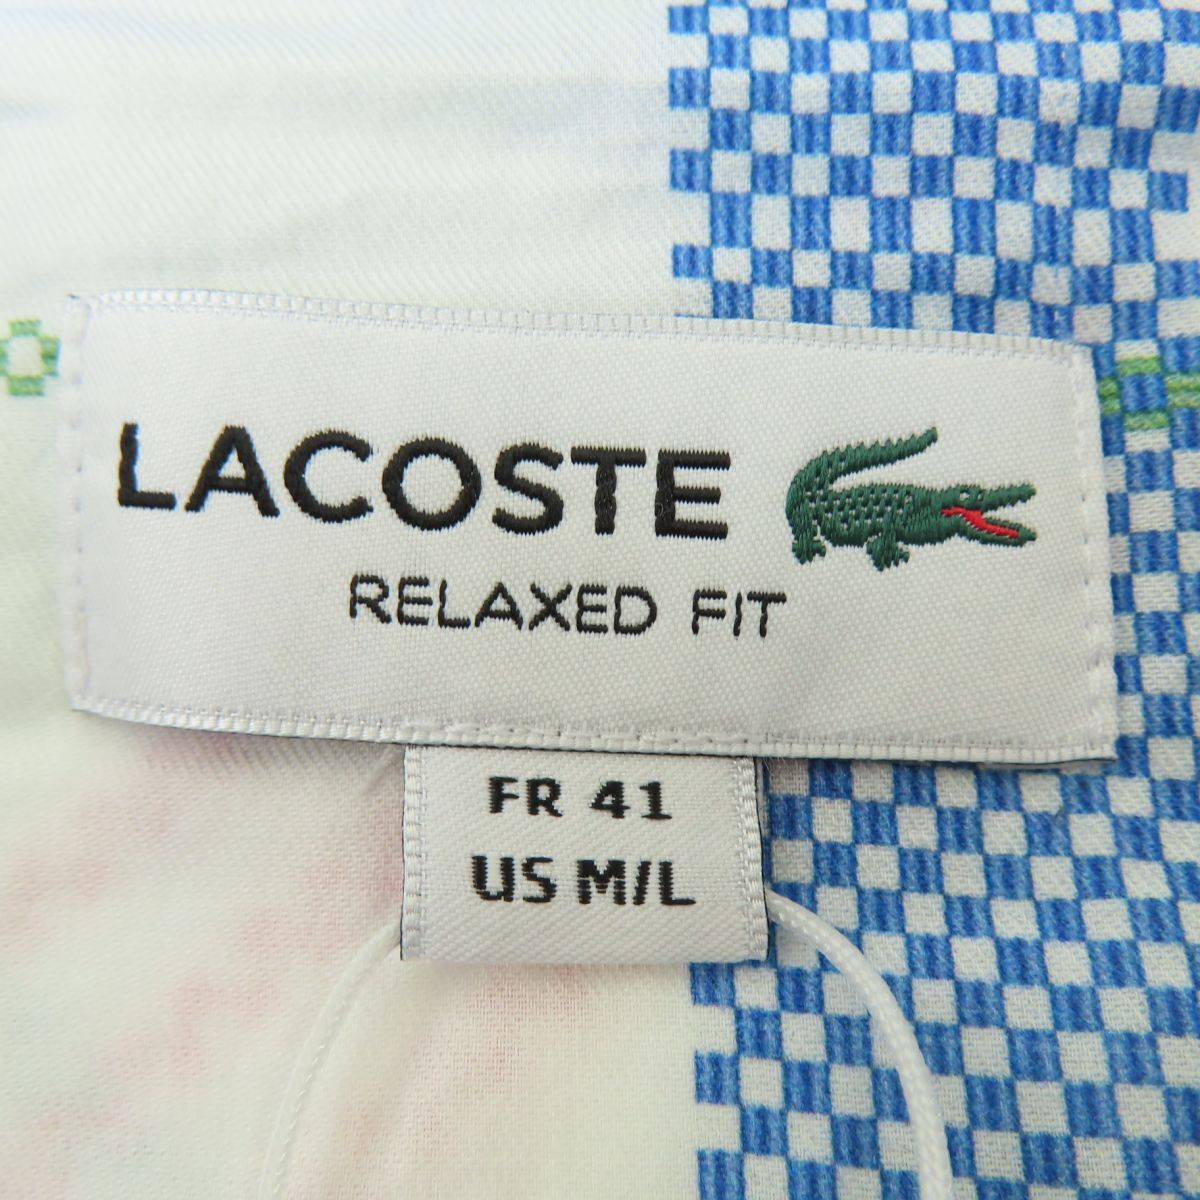 LACOSTE
RELAXED FIT
FR 41
US M/L